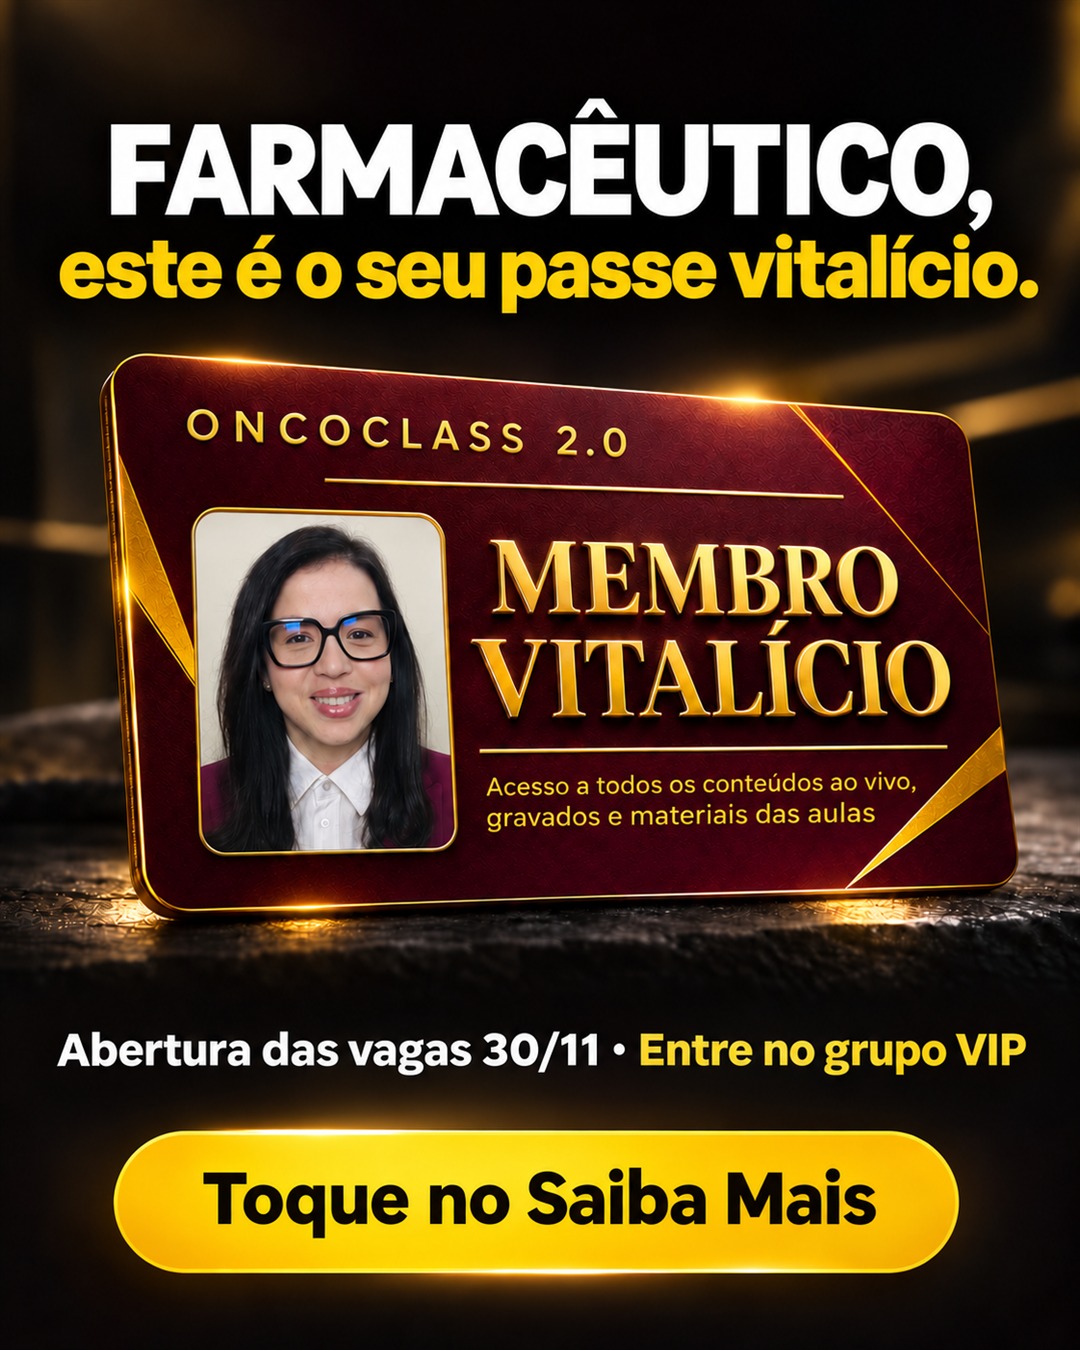 FARMACÊUTICO,
este é o seu passe vitalício.
ONCOCLASS 2.0
MEMBRO
VITALÍCIO
Acesso a todos os conteúdos ao vivo,
gravados e materiais das aulas
Abertura das vagas 30/11 • Entre no grupo VIP
Toque no Saiba Mais